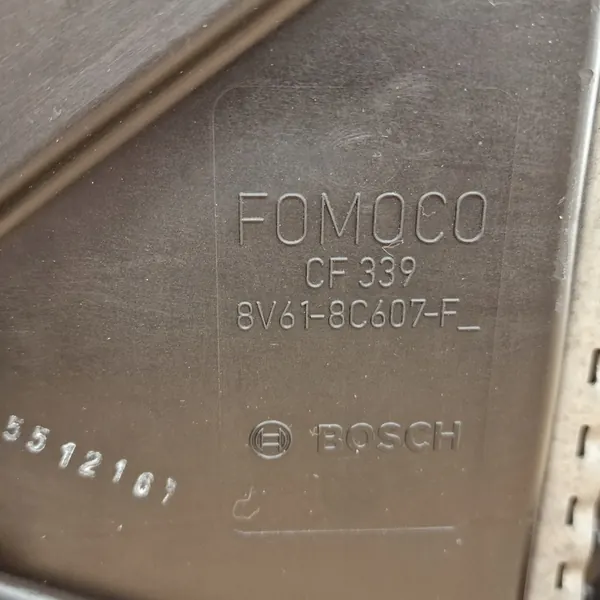 FOMOCO
CF 339
8V61-8C607-F_
BOSCH
5512161